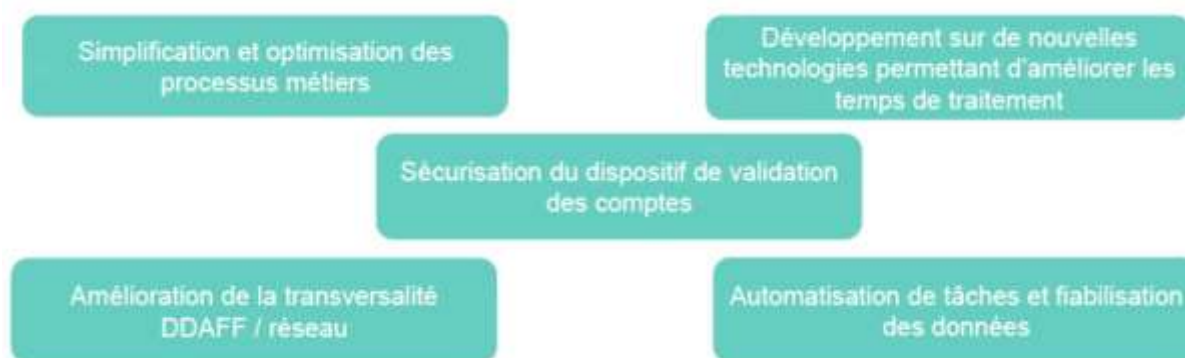 Simplification et optimisation des
processus métiers
Développement sur de nouvelles
technologies permettant d'améliorer les
temps de traitement
Sécurisation du dispositif de validation
des comptes
Amélioration de la transversalité
DDAFF / réseau
Automatisation de tâches et fiabilisation
des données